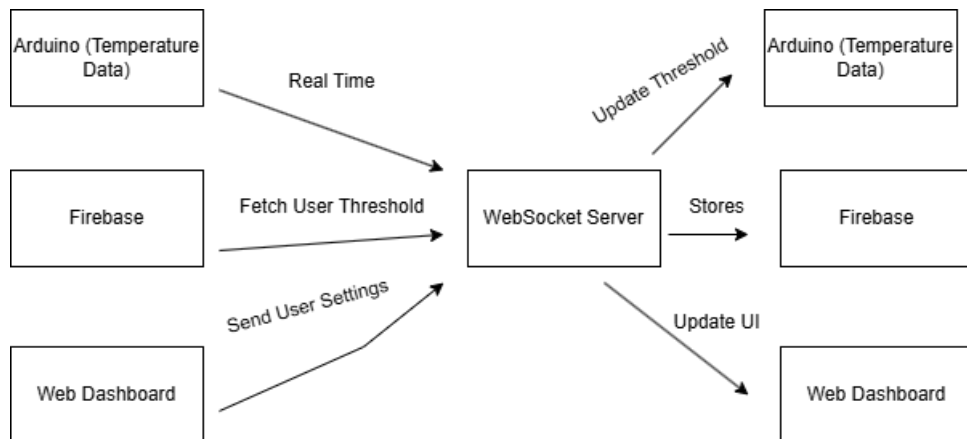 Arduino (Temperature
Data)
Real Time
Update Threshold
Arduino (Temperature
Data)
Firebase
Fetch User Threshold
WebSocket Server
Stores
Firebase
Send User Settings
Update UI
Web Dashboard
Web Dashboard